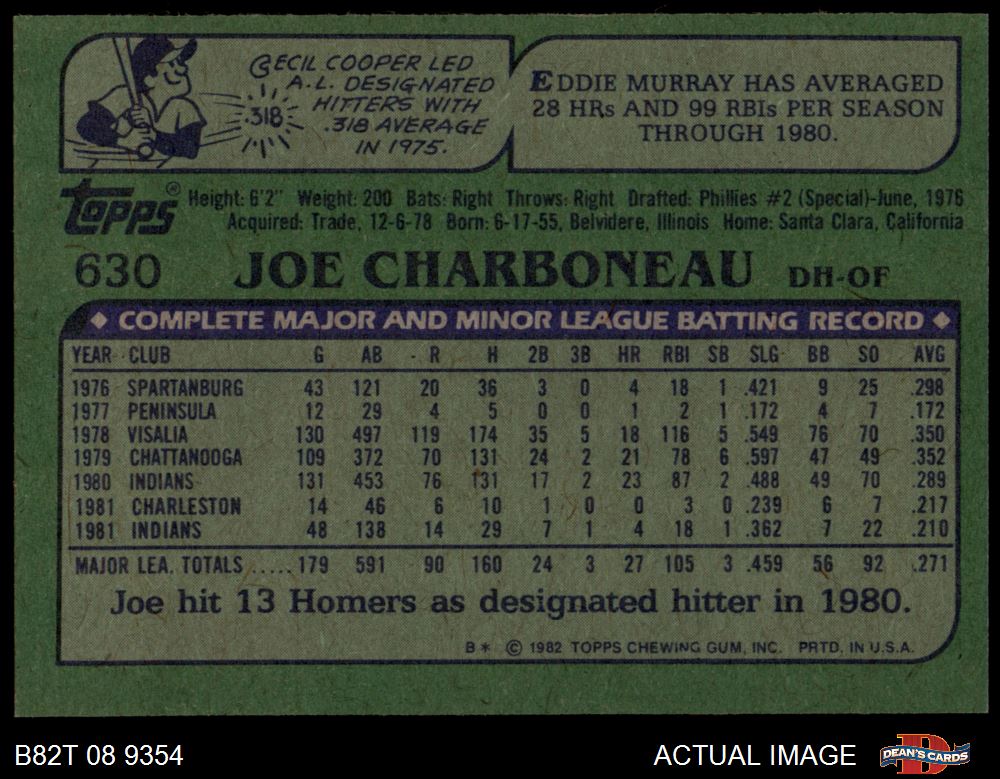 CECIL COOPER LED
A.L. DESIGNATED
HITTERS WITH
.318 AVERAGE
IN 1975.
.318
EDDIE MURRAY HAS AVERAGED
28 HRs AND 99 RBIs PER SEASON
THROUGH 1980.
Topps®
Height: 6'2" Weight: 200 Bats: Right Throws: Right Drafted: Phillies #2 (Special)-June, 1976
Acquired: Trade, 12-6-78 Born: 6-17-55, Belvidere, Illinois Home: Santa Clara, California
630 JOE CHARBONEAU DH-OF
◆ COMPLETE MAJOR AND MINOR LEAGUE BATTING RECORD ◆
YEAR CLUB G AB R H 2B 3B HR RBI SB SLG BB SO AVG
1976 SPARTANBURG 43 121 20 36 3 0 4 18 1 .421 9 25 .298
1977 PENINSULA 12 29 4 5 0 0 1 2 1 .172 4 7 .172
1978 VISALIA 130 497 119 174 35 5 18 116 5 .549 76 70 .350
1979 CHATTANOOGA 109 372 70 131 24 2 21 78 6 .597 47 49 .352
1980 INDIANS 131 453 76 131 17 2 23 87 2 .488 49 70 .289
1981 CHARLESTON 14 46 6 10 1 0 0 3 0 .239 6 7 .217
1981 INDIANS 48 138 14 29 7 1 4 18 1 .362 7 22 .210
MAJOR LEA. TOTALS ..... 179 591 90 160 24 3 27 105 3 .459 56 92 .271
Joe hit 13 Homers as designated hitter in 1980.
B* © 1982 TOPPS CHEWING GUM, INC. PRTD. IN U.S.A.
B82T 08 9354 ACTUAL IMAGE DEAN'S CARDS